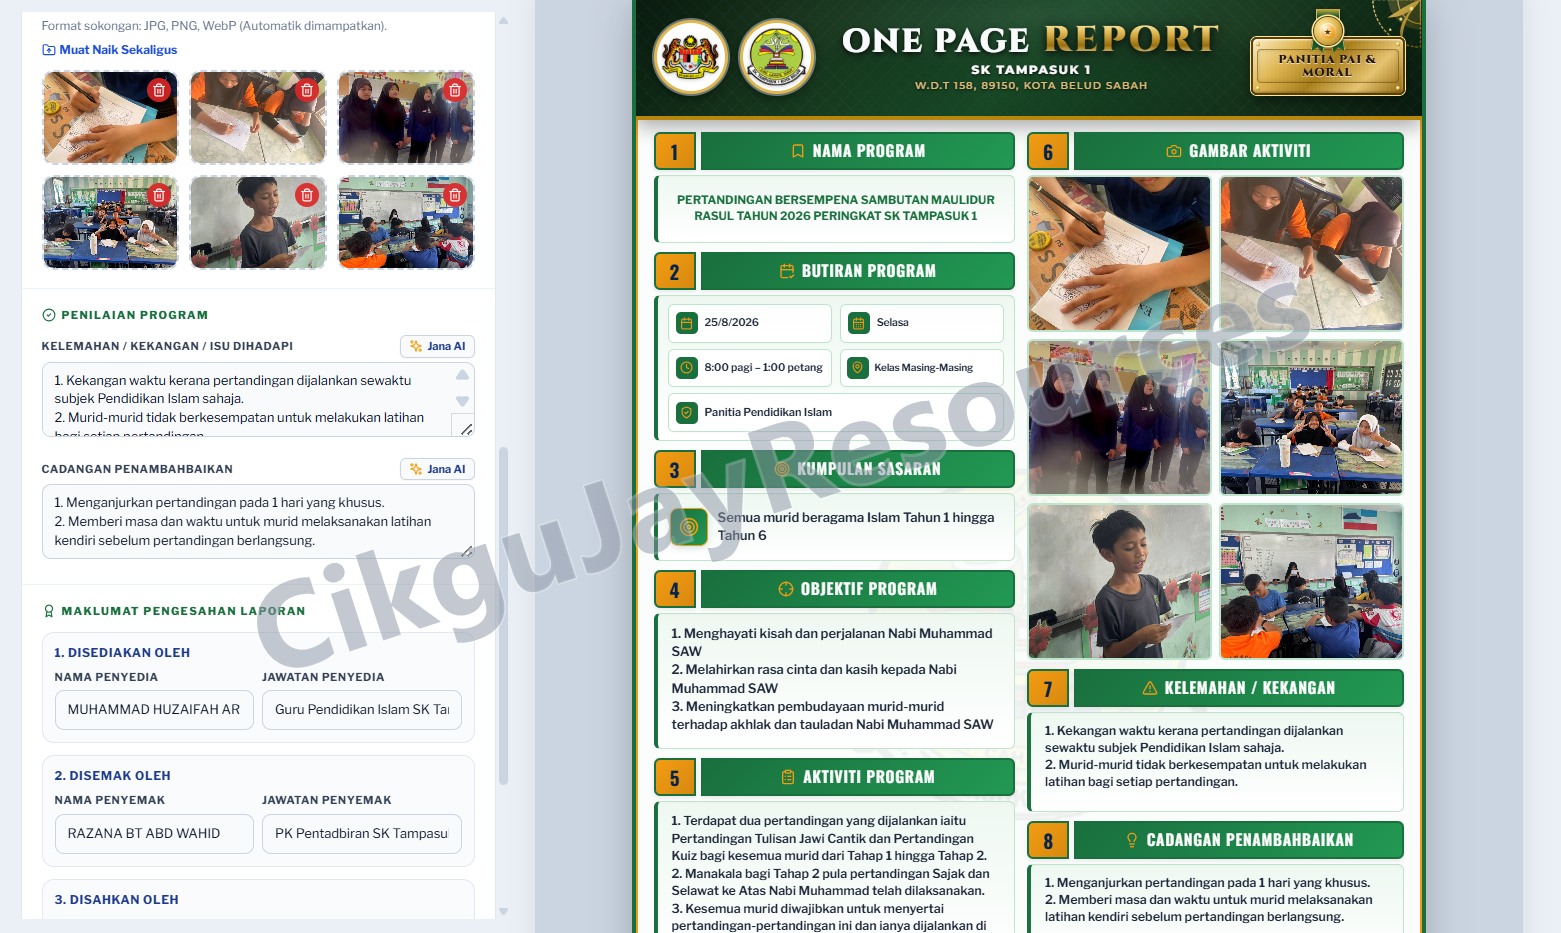 Format sokongan: JPG, PNG, WebP (Automatik dimampatkan).
Muat Naik Sekaligus
PENILAIAN PROGRAM
KELEMAHAN / KEKANGAN / ISU DIHADAPI
Jana AI
1. Kekangan waktu kerana pertandingan dijalankan sewaktu
subjek Pendidikan Islam sahaja.
2. Murid-murid tidak berkesempatan untuk melakukan latihan
bagi setiap pertandingan.
CADANGAN PENAMBAHBAIKAN
Jana AI
1. Menganjurkan pertandingan pada 1 hari yang khusus.
2. Memberi masa dan waktu untuk murid melaksanakan latihan
kendiri sebelum pertandingan berlangsung.
MAKLUMAT PENGESAHAN LAPORAN
1. DISEDIAKAN OLEH
NAMA PENYEDIA
JAWATAN PENYEDIA
MUHAMMAD HUZAIFAH AR
Guru Pendidikan Islam SK Tar
2. DISEMAK OLEH
NAMA PENYEMAK
JAWATAN PENYEMAK
RAZANA BT ABD WAHID
PK Pentadbiran SK Tampasu
3. DISAHKAN OLEH
ONE PAGE REPORT
SK TAMPASUK 1
W.D.T 158, 89150, KOTA BELUD SABAH
PANITIA PAI &
MORAL
1
NAMA PROGRAM
PERTANDINGAN BERSEMPENA SAMBUTAN MAULIDUR
RASUL TAHUN 2026 PERINGKAT SK TAMPASUK 1
2
BUTIRAN PROGRAM
25/8/2026
Selasa
8:00 pagi – 1:00 petang
Kelas Masing-Masing
Panitia Pendidikan Islam
3
KUMPULAN SASARAN
Semua murid beragama Islam Tahun 1 hingga
Tahun 6
4
OBJEKTIF PROGRAM
1. Menghayati kisah dan perjalanan Nabi Muhammad
SAW
2. Melahirkan rasa cinta dan kasih kepada Nabi
Muhammad SAW
3. Meningkatkan pembudayaan murid-murid
terhadap akhlak dan tauladan Nabi Muhammad SAW
5
AKTIVITI PROGRAM
1. Terdapat dua pertandingan yang dijalankan iaitu
Pertandingan Tulisan Jawi Cantik dan Pertandingan
Kuiz bagi kesemua murid dari Tahap 1 hingga Tahap 2.
2. Manakala bagi Tahap 2 pula pertandingan Sajak dan
Selawat ke Atas Nabi Muhammad telah dilaksanakan.
3. Kesemua murid diwajibkan untuk menyertai
pertandingan-pertandingan ini dan ianya dijalankan di
6
GAMBAR AKTIVITI
7
KELEMAHAN / KEKANGAN
1. Kekangan waktu kerana pertandingan dijalankan
sewaktu subjek Pendidikan Islam sahaja.
2. Murid-murid tidak berkesempatan untuk melakukan
latihan bagi setiap pertandingan.
8
CADANGAN PENAMBAHBAIKAN
1. Menganjurkan pertandingan pada 1 hari yang khusus.
2. Memberi masa dan waktu untuk murid melaksanakan
latihan kendiri sebelum pertandingan berlangsung.
CikguJayResources